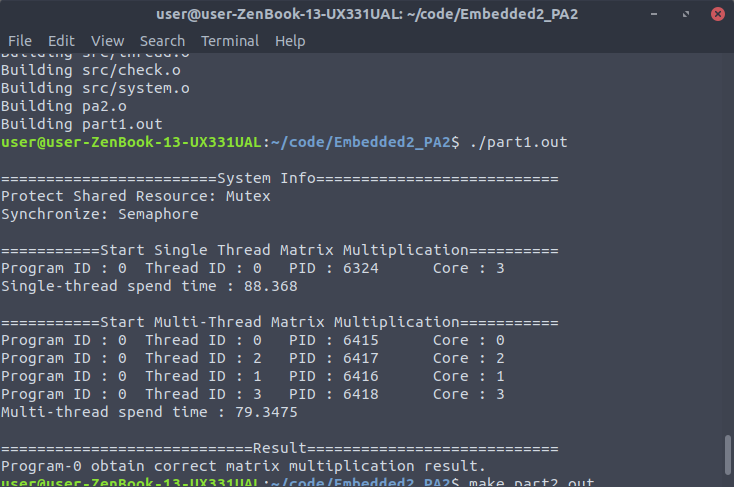 user@user-ZenBook-13-UX331UAL: ~/code/Embedded2_PA2
File Edit View Search Terminal Help
Building src/thread.o
Building src/check.o
Building src/system.o
Building pa2.o
Building part1.out
user@user-ZenBook-13-UX331UAL:~/code/Embedded2_PA2$ ./part1.out
========================System Info===========================
Protect Shared Resource: Mutex
Synchronize: Semaphore
===========Start Single Thread Matrix Multiplication==========
Program ID : 0  Thread ID : 0   PID : 6324      Core : 3
Single-thread spend time : 88.368
===========Start Multi-Thread Matrix Multiplication===========
Program ID : 0  Thread ID : 0   PID : 6415      Core : 0
Program ID : 0  Thread ID : 2   PID : 6417      Core : 2
Program ID : 0  Thread ID : 1   PID : 6416      Core : 1
Program ID : 0  Thread ID : 3   PID : 6418      Core : 3
Multi-thread spend time : 79.3475
============================Result============================
Program-0 obtain correct matrix multiplication result.
user@user-ZenBook-13-UX331UAL:~/code/Embedded2_PA2$ make part2.out